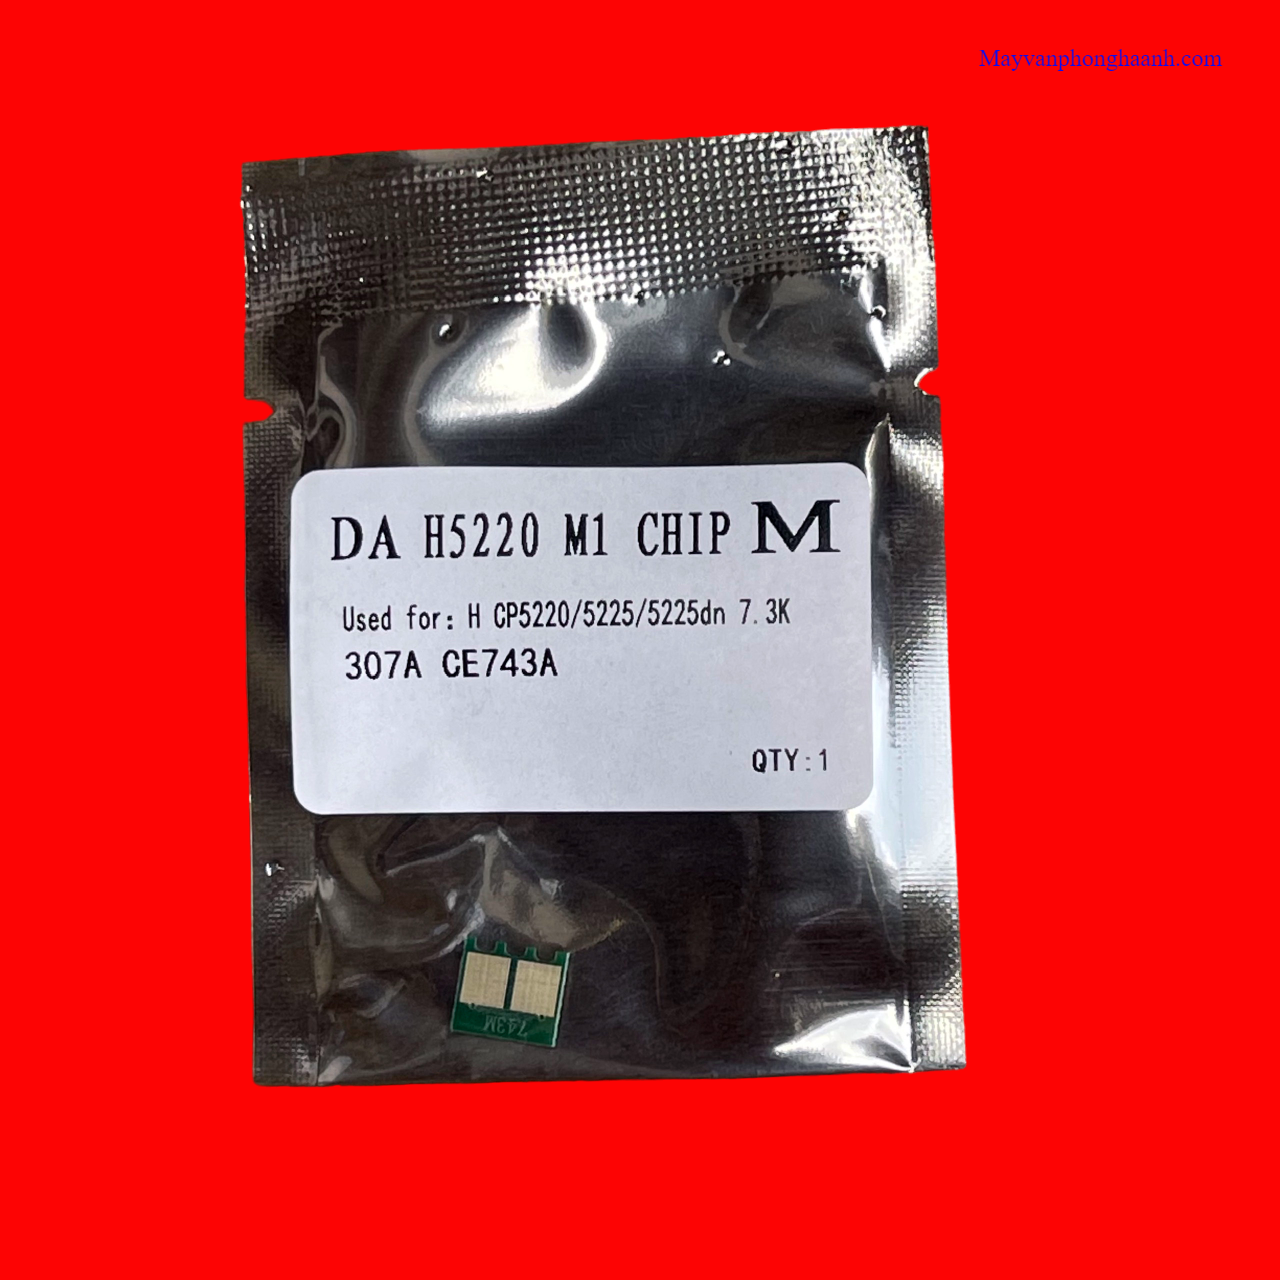 Mayvanphonghaanh.com
DA H5220 M1 CHIP M
Used for: H CP5220/5225/5225dn 7.3K
307A CE743A
QTY:1
743M